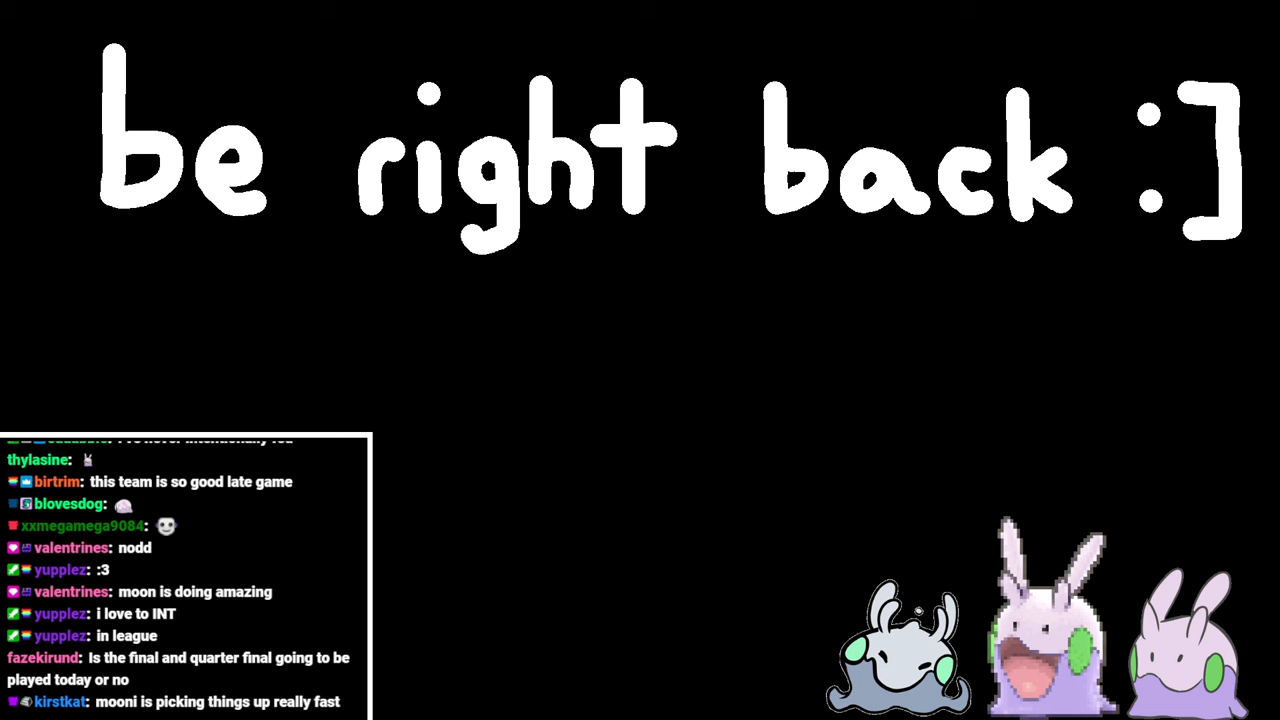 be right back :]
thylasine:
birtrim: this team is so good late game
blovesdog:
xxmegamega9084:
valentrines: nodd
yupplez: :3
valentrines: moon is doing amazing
yupplez: i love to INT
yupplez: in league
fazekirund: Is the final and quarter final going to be
played today or no
kirstkat: mooni is picking things up really fast